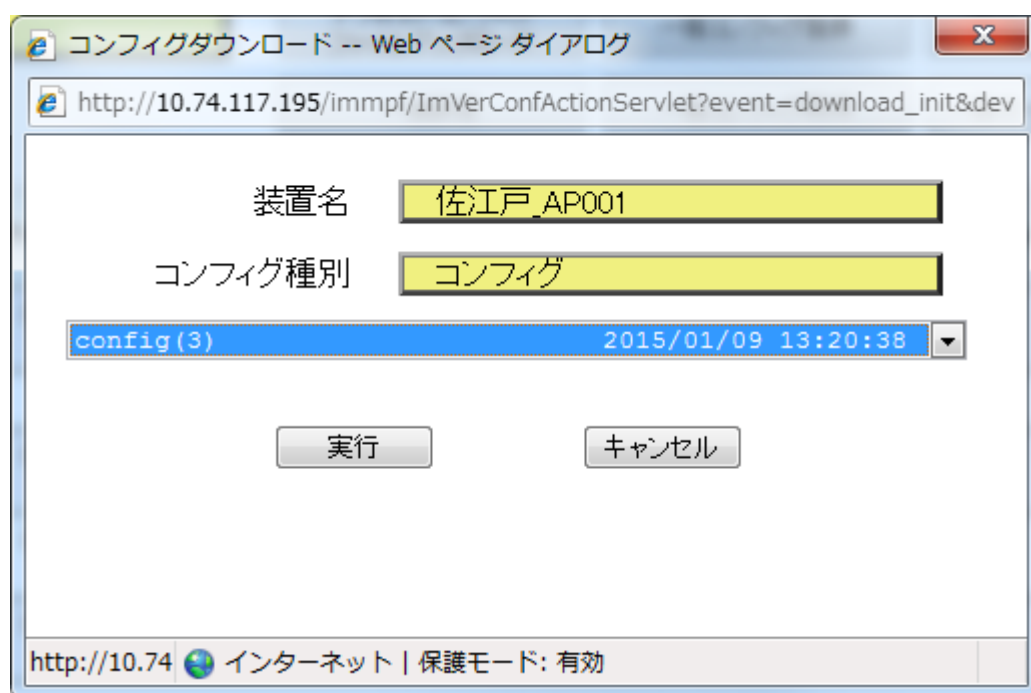 コンフィグダウンロード -- Web ページ ダイアログ
http://10.74.117.195/immpf/ImVerConfActionServlet?event=download_init&dev
装置名 佐江戸_AP001
コンフィグ種別 コンフィグ
config(3) 2015/01/09 13:20:38
実行 キャンセル
http://10.74 インターネット | 保護モード: 有効